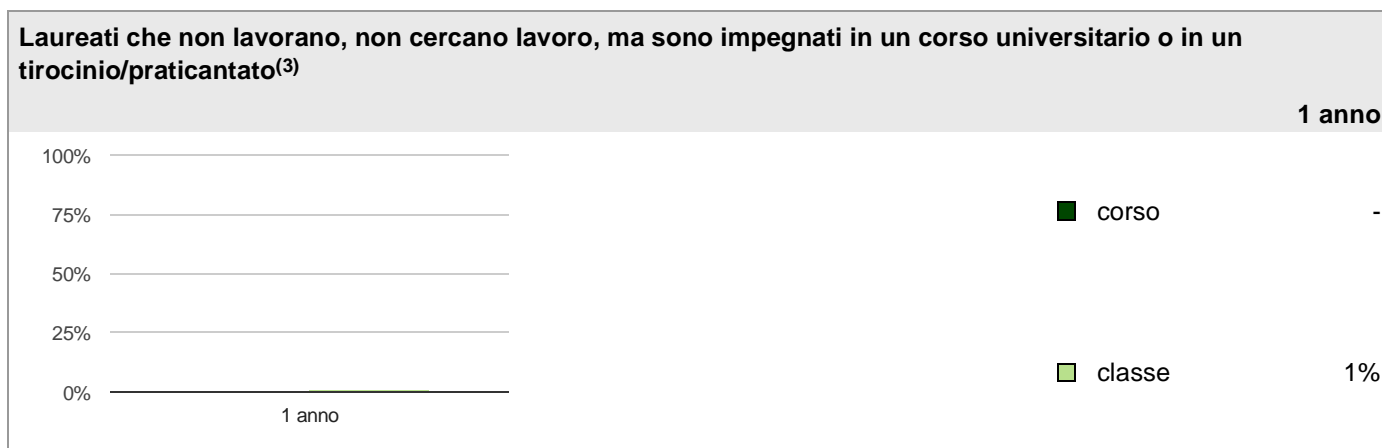 Laureati che non lavorano, non cercano lavoro, ma sono impegnati in un corso universitario o in un
tirocinio/praticantato(3)
1 anno
100%
75%
50%
25%
0%
1 anno
corso -
classe 1%